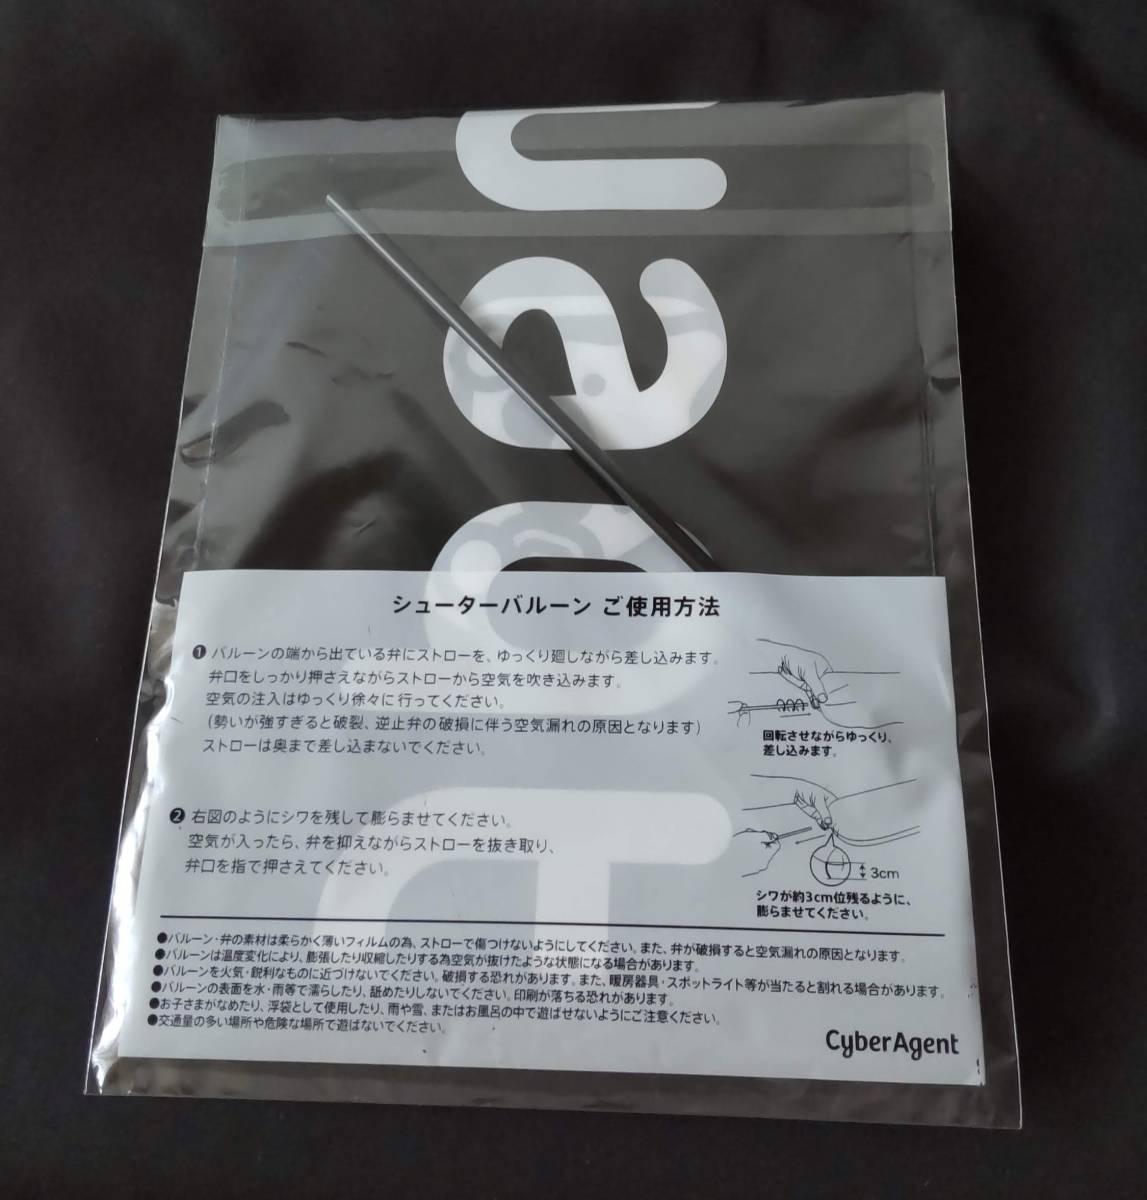 シューターバルーン ご使用方法
❶バルーンの端から出ている弁にストローを、ゆっくり廻しながら差し込みます。
弁口をしっかり押さえながらストローから空気を吹き込みます。
空気の注入はゆっくり徐々に行ってください。
(勢いが強すぎると破裂、逆止弁の破損に伴う空気漏れの原因となります)
ストローは奥まで差し込まないでください。
回転させながらゆっくり、
差し込みます。
❷右図のようにシワを残して膨らませてください。
空気が入ったら、弁を抑えながらストローを抜き取り、
弁口を指で押さえてください。
3cm
シワが約3cm位残るように、
膨らませてください。
●バルーン・弁の素材は柔らかく薄いフィルムの為、ストローで傷つけないようにしてください。また、弁が破損すると空気漏れの原因となります。
●バルーンは温度変化により、膨張したり収縮したりする為空気が抜けたような状態になる場合があります。
●バルーンを火気・鋭利なものに近づけないでください。破損する恐れがあります。また、暖房器具・スポットライト等が当たると割れる場合があります。
●バルーンの表面を水・雨等で濡らしたり、舐めたりしないでください。印刷が落ちる恐れがあります。
●お子さまがなめたり、浮袋として使用したり、雨や雪、またはお風呂の中で遊ばせないようにご注意ください。
●交通量の多い場所や危険な場所で遊ばないでください。
CyberAgent